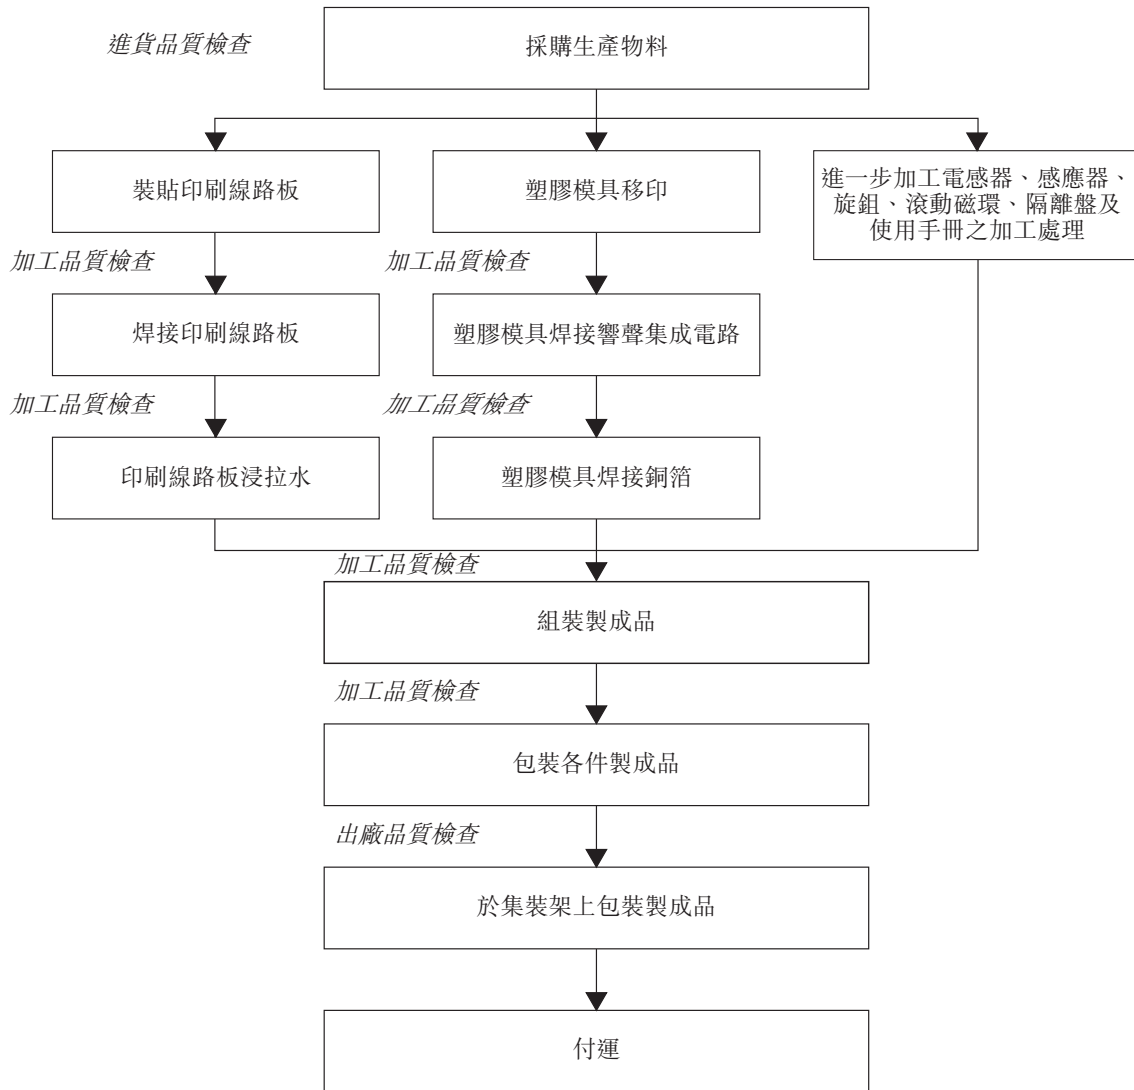 進貨品質檢查
採購生產物料
裝貼印刷線路板
塑膠模具移印
進一步加工電感器、感應器、
旋鈕、滾動磁環、隔離盤及
使用手冊之加工處理
加工品質檢查
加工品質檢查
焊接印刷線路板
塑膠模具焊接響聲集成電路
加工品質檢查
加工品質檢查
印刷線路板浸拉水
塑膠模具焊接銅箔
加工品質檢查
組裝製成品
加工品質檢查
包裝各件製成品
出廠品質檢查
於集裝架上包裝製成品
付運